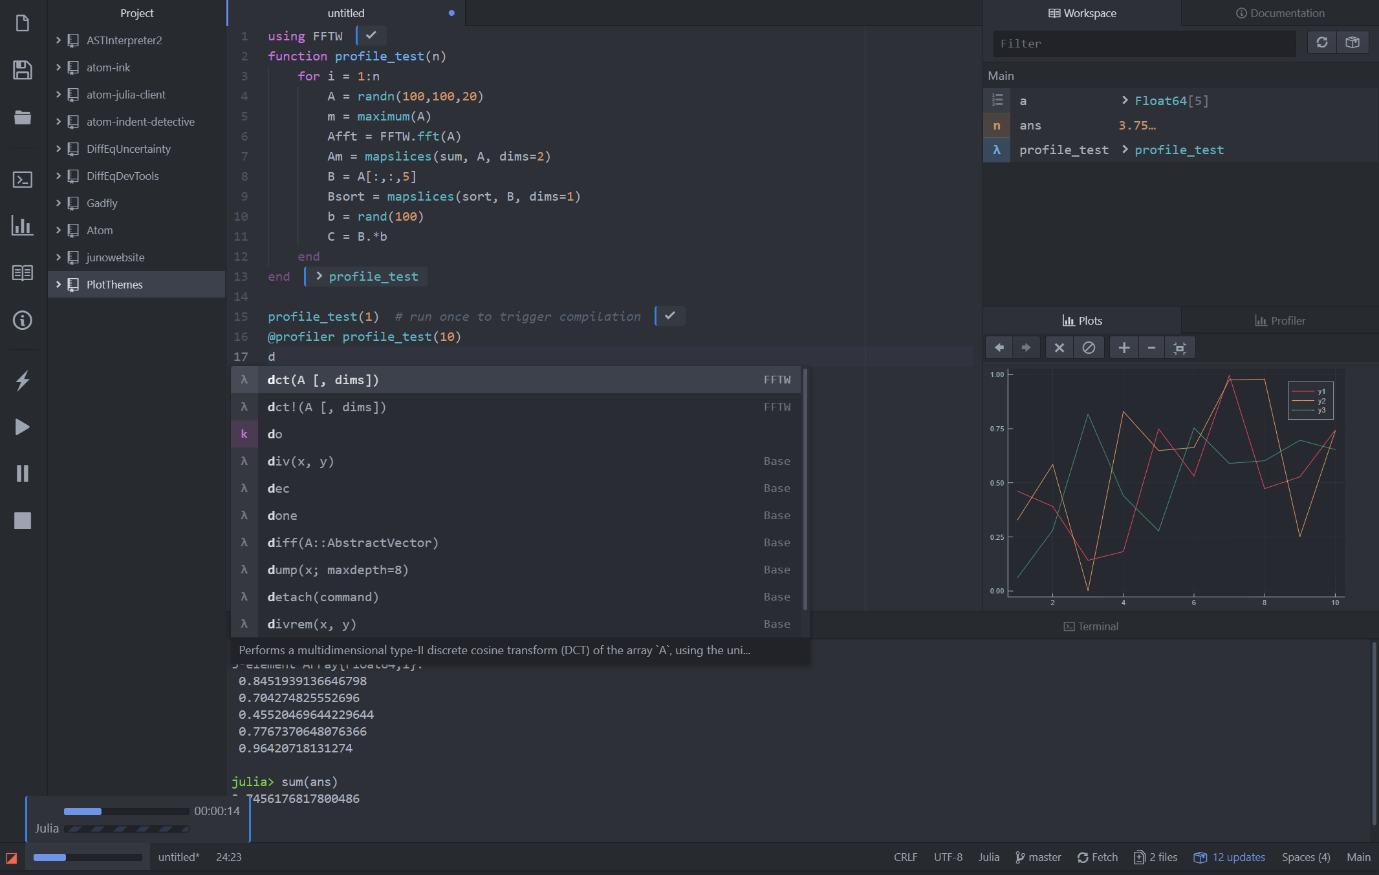 Project
ASTInterpreter2
atom-ink
atom-julia-client
atom-indent-detective
DiffEqUncertainty
DiffEqDevTools
Gadfly
Atom
junowebsite
PlotThemes
untitled
1 using FFTW
2 function profile_test(n)
3 for i = 1:n
4 A = randn(100,100,20)
5 m = maximum(A)
6 Afft = FFTW.fft(A)
7 Am = mapslices(sum, A, dims=2)
8 B = A[:,:,5]
9 Bsort = mapslices(sort, B, dims=1)
10 b = rand(100)
11 C = B.*b
12 end
13 end > profile_test
14
15 profile_test(1) # run once to trigger compilation
16 @profiler profile_test(10)
17 d
λ dct(A [, dims]) FFTW
λ dct!(A [, dims]) FFTW
k do
λ div(x, y) Base
λ dec Base
λ done Base
λ diff(A::AbstractVector) Base
λ dump(x; maxdepth=8) Base
λ detach(command) Base
λ divrem(x, y) Base
Performs a multidimensional type-II discrete cosine transform (DCT) of the array `A`, using the uni...
Workspace Documentation
Filter
Main
a > Float64[5]
n ans 3.75…
λ profile_test > profile_test
Plots Profiler
1.00
0.75
0.50
0.25
0.00
2 4 6 8 10
y1
y2
y3
Terminal
0.8451939136646798
0.704274825552696
0.45520469644229644
0.7767370648076366
0.96420718131274
julia> sum(ans)
.7456176817800486
00:00:14
Julia
untitled* 24:23 CRLF UTF-8 Julia master Fetch 2 files 12 updates Spaces (4) Main